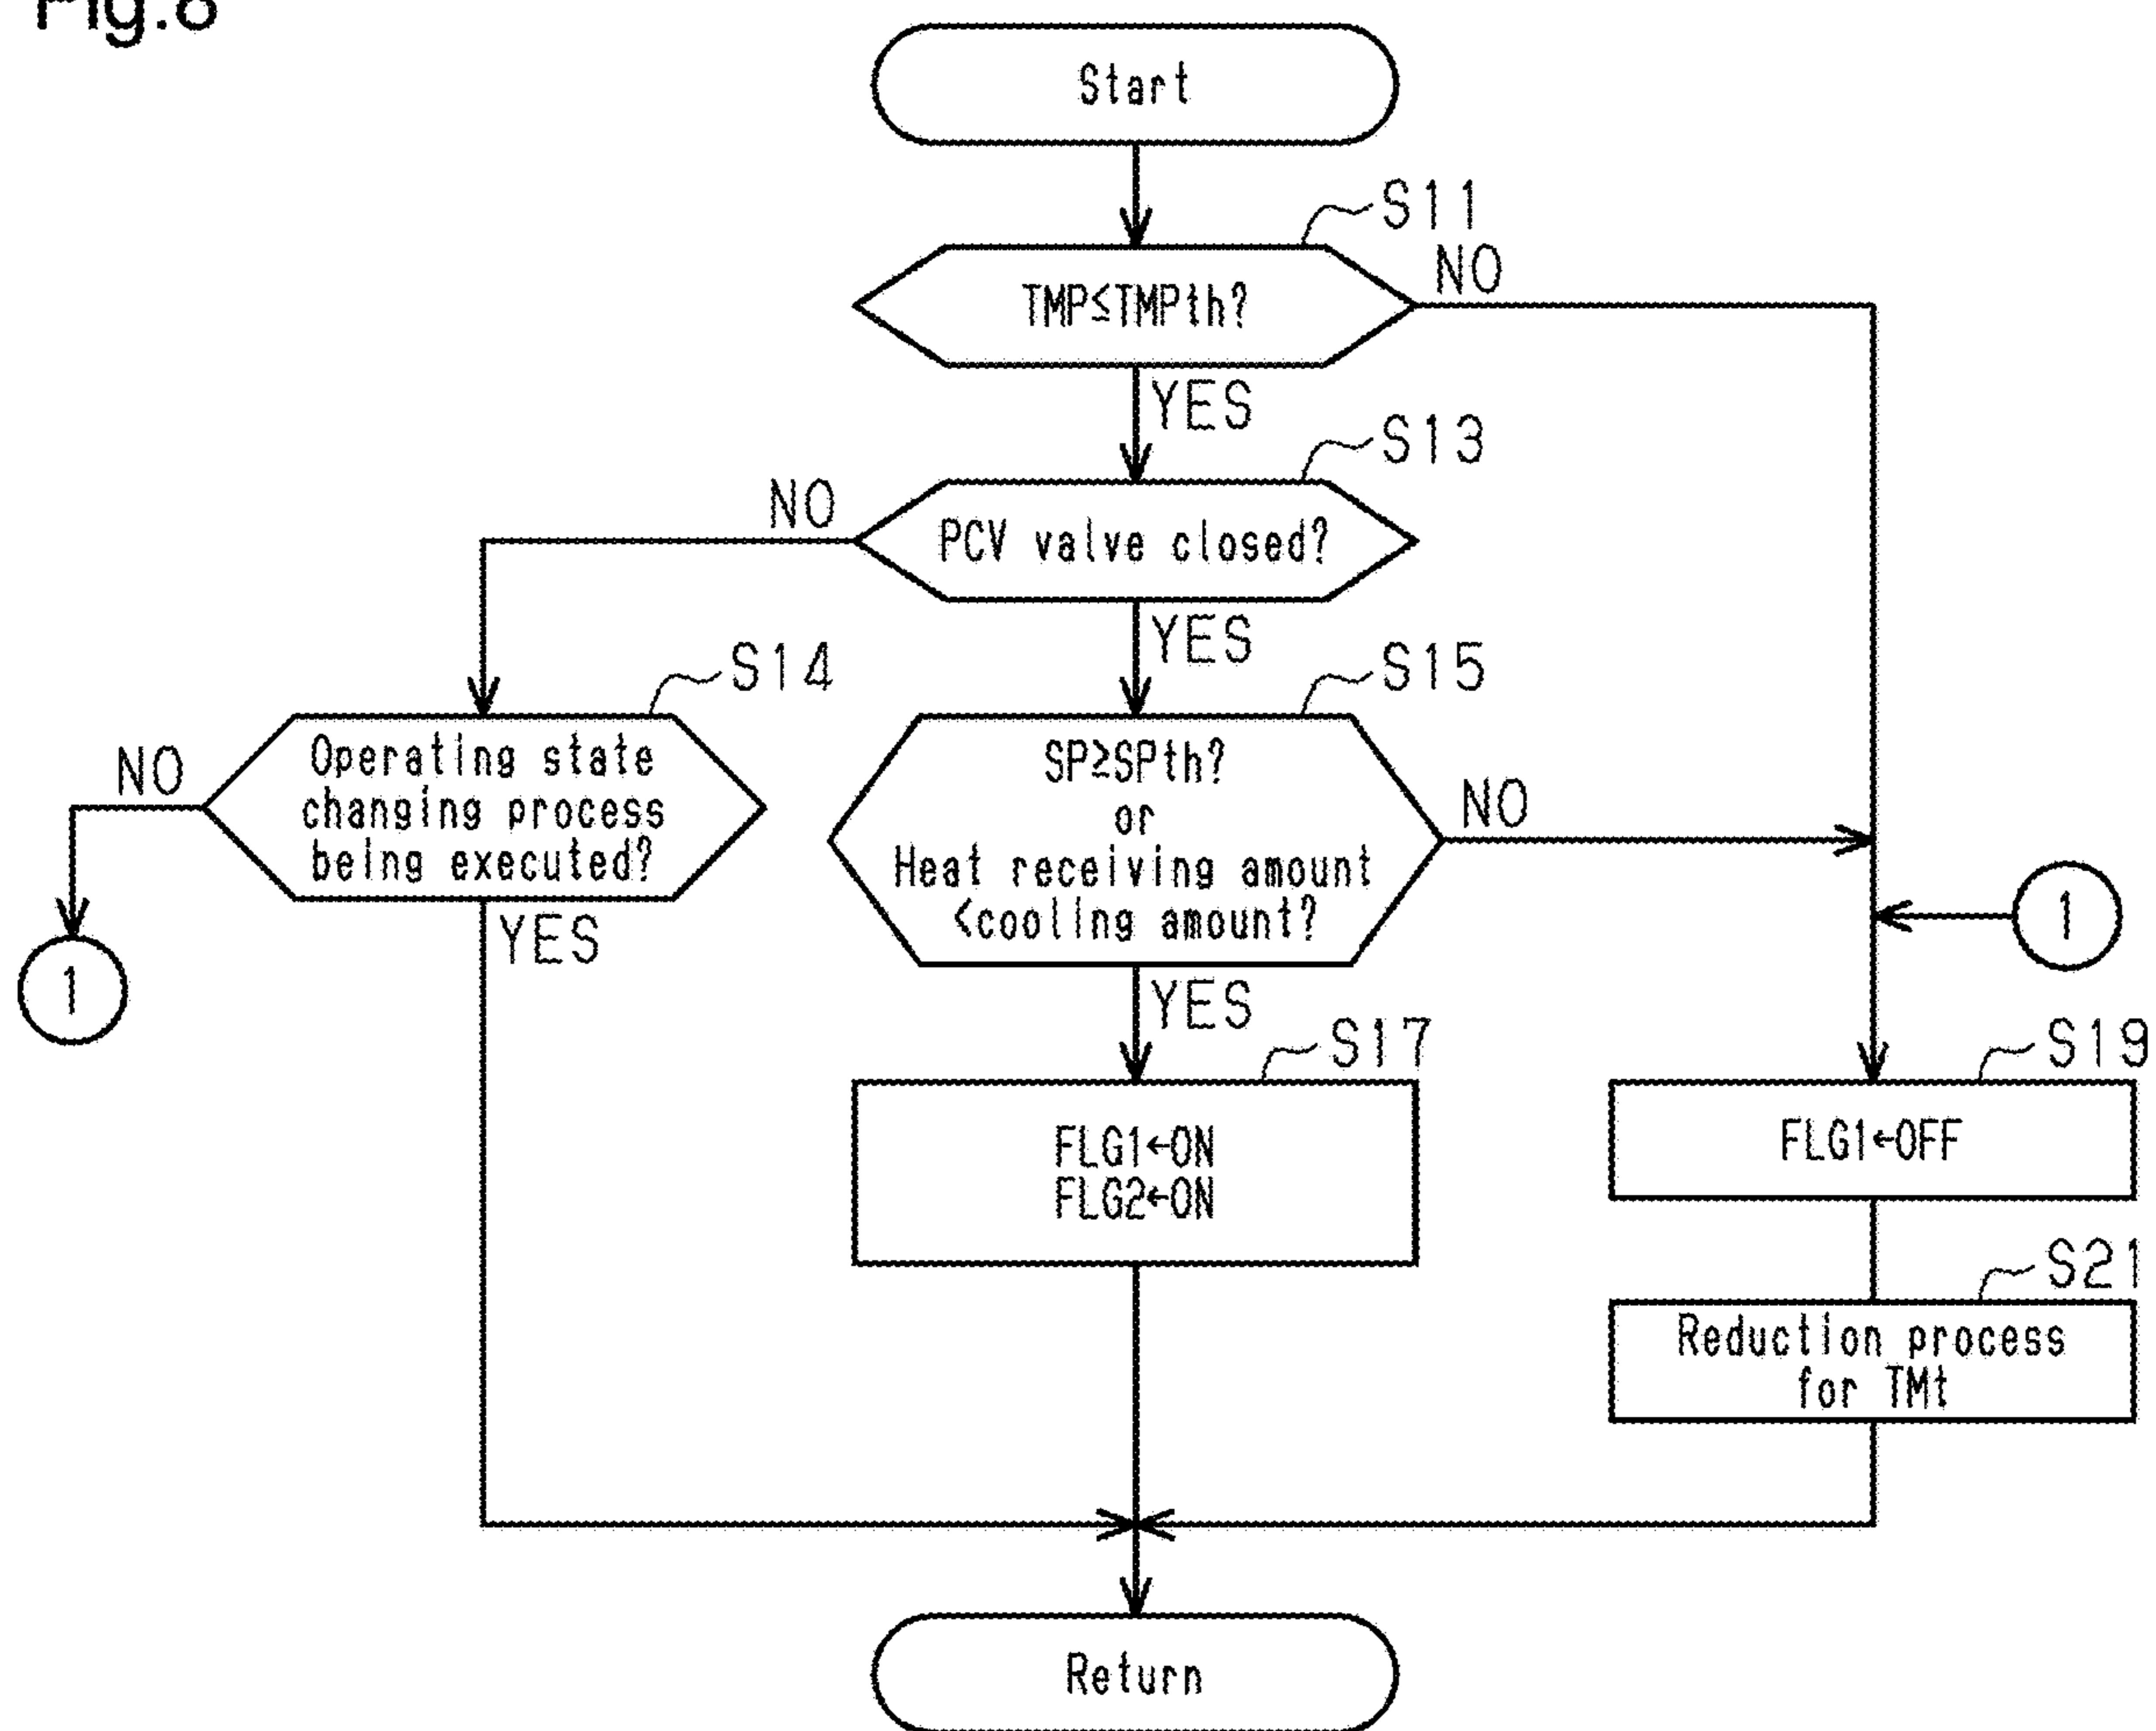 Fig.8
Start
S11
TMP≦TMPth?
NO
YES
S13
NO
PCV valve closed?
YES
S14
S15
NO
Operating state
changing process
being executed?
YES
SP≧SPth?
or
Heat receiving amount
<cooling amount?
NO
YES
1
1
S17
FLG1←ON
FLG2←ON
S19
FLG1←OFF
S21
Reduction process
for TMt
Return